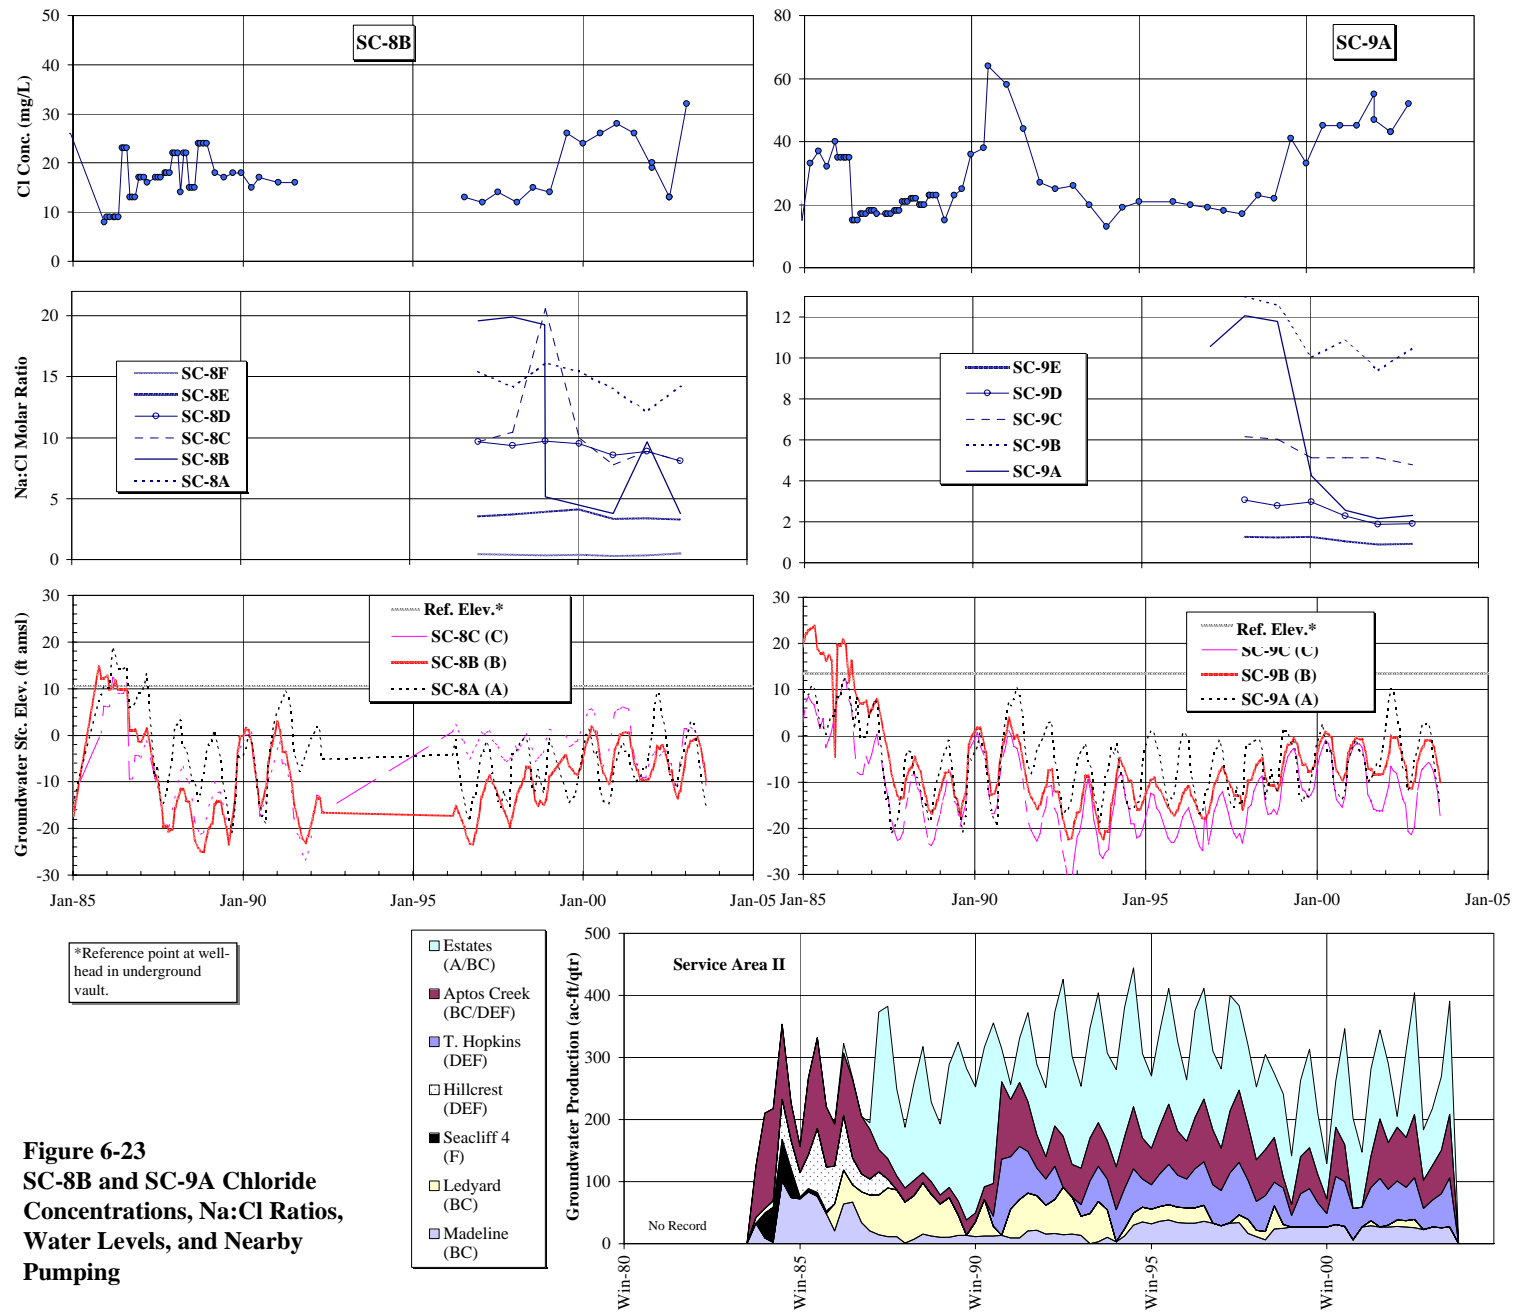 SC-8B
Cl Conc. (mg/L)
50
40
30
20
10
0
SC-9A
80
60
40
20
0
Na:Cl Molar Ratio
20
15
10
5
0
SC-8F
SC-8E
SC-8D
SC-8C
SC-8B
SC-8A
12
10
8
6
4
2
0
SC-9E
SC-9D
SC-9C
SC-9B
SC-9A
Groundwater Sfc. Elev. (ft amsl)
30
20
10
0
-10
-20
-30
Ref. Elev.*
SC-8C (C)
SC-8B (B)
SC-8A (A)
Jan-85
Jan-90
Jan-95
Jan-00
Jan-05
30
20
10
0
-10
-20
-30
Ref. Elev.*
SC-9C (C)
SC-9B (B)
SC-9A (A)
Jan-85
Jan-90
Jan-95
Jan-00
Jan-05
*Reference point at well-
head in underground
vault.
Estates
(A/BC)
Aptos Creek
(BC/DEF)
T. Hopkins
(DEF)
Hillcrest
(DEF)
Seacliff 4
(F)
Ledyard
(BC)
Madeline
(BC)
Groundwater Production (ac-ft/qtr)
500
400
300
200
100
0
Service Area II
No Record
Win-80
Win-85
Win-90
Win-95
Win-00
Figure 6-23
SC-8B and SC-9A Chloride
Concentrations, Na:Cl Ratios,
Water Levels, and Nearby
Pumping